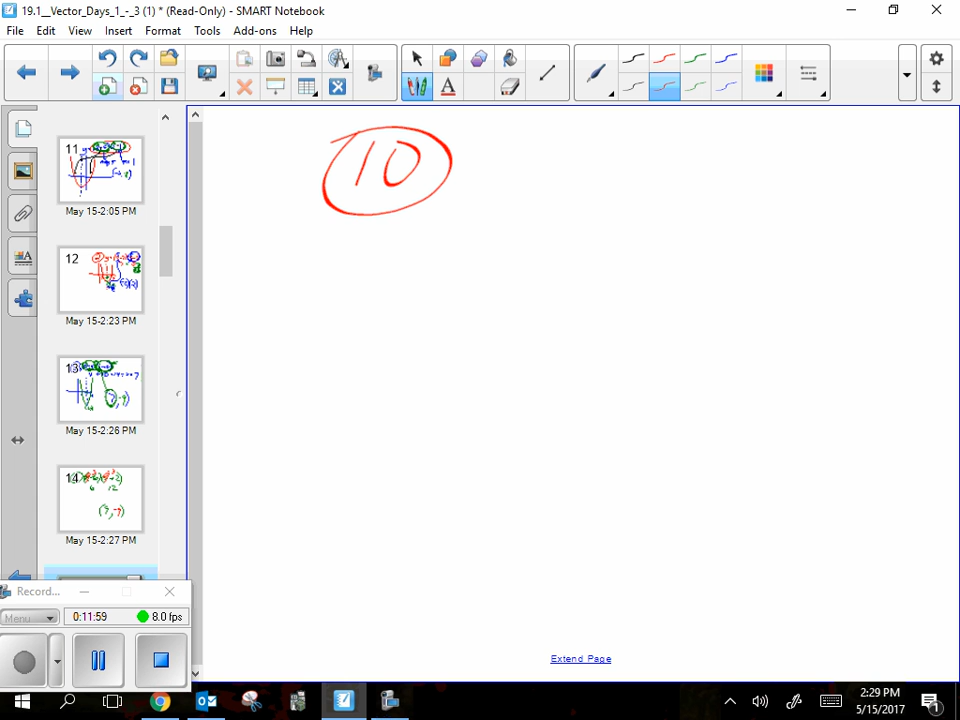 19.1__Vector_Days_1_-_3 (1) * (Read-Only) - SMART Notebook
File Edit View Insert Format Tools Add-ons Help
10
11
May 15-2:05 PM
12
May 15-2:23 PM
13
May 15-2:26 PM
14
May 15-2:27 PM
Record...
Menu
0:11:59
8.0 fps
Extend Page
2:29 PM
5/15/2017
1